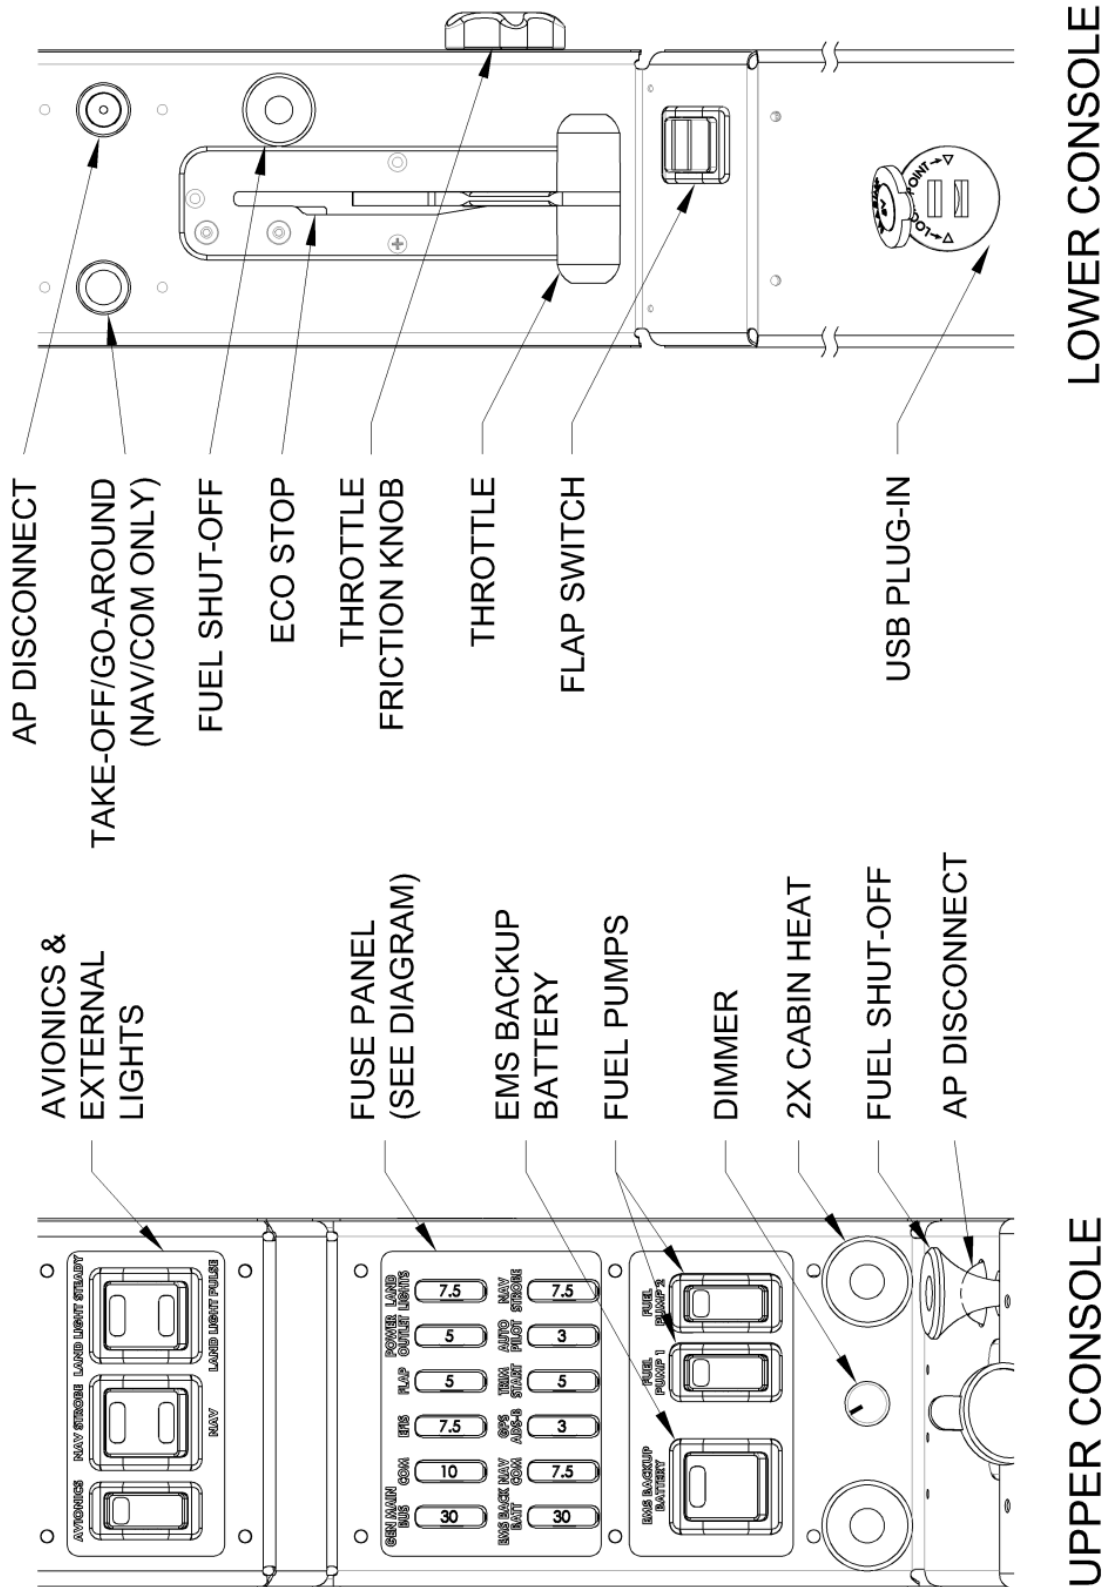 AVIONICS NAV STROBE LAND LIGHT STEADY
NAV LAND LIGHT PULSE
GEN MAIN BUS
COM
EFIS
FLAP
POWER OUTLET
LAND LIGHTS
30 10 7.5 5 5 7.5
EMS BACK BATT
NAV COM
GPS ADS-B
TRIM START
AUTO PILOT
NAV STROBE
30 7.5 3 5 3 7.5
EMS BACKUP
BATTERY
FUEL
PUMP 1
FUEL
PUMP 2
AVIONICS &
EXTERNAL
LIGHTS
FUSE PANEL
(SEE DIAGRAM)
EMS BACKUP
BATTERY
FUEL PUMPS
DIMMER
2X CABIN HEAT
FUEL SHUT-OFF
AP DISCONNECT
UPPER CONSOLE
AP DISCONNECT
TAKE-OFF/GO-AROUND
(NAV/COM ONLY)
FUEL SHUT-OFF
ECO STOP
THROTTLE
FRICTION KNOB
THROTTLE
FLAP SWITCH
USB PLUG-IN
POINT
LOWER CONSOLE